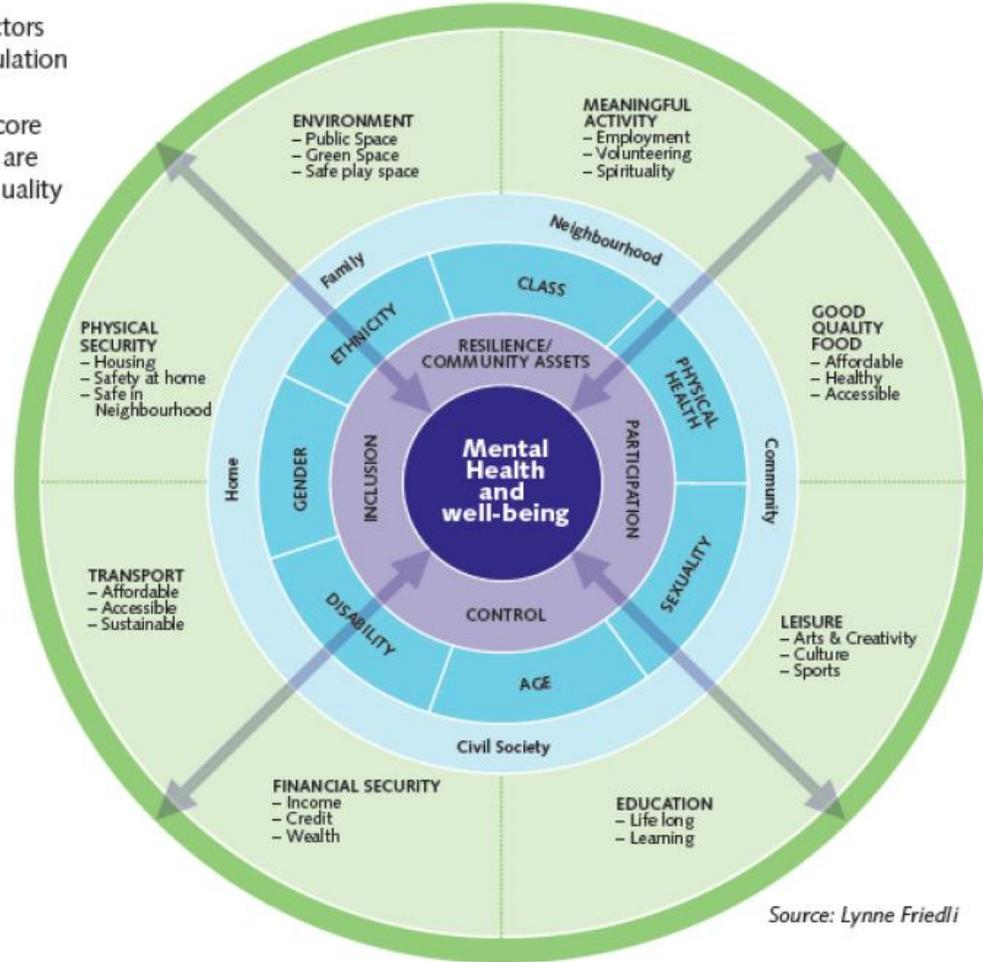 ctors
ulation
core
are
uality
ENVIRONMENT
– Public Space
– Green Space
– Safe play space
MEANINGFUL
ACTIVITY
– Employment
– Volunteering
– Spirituality
PHYSICAL
SECURITY
– Housing
– Safety at home
– Safe in
Neighbourhood
GOOD
QUALITY
FOOD
– Affordable
– Healthy
– Accessible
TRANSPORT
– Affordable
– Accessible
– Sustainable
LEISURE
– Arts & Creativity
– Culture
– Sports
FINANCIAL SECURITY
– Income
– Credit
– Wealth
EDUCATION
– Life long
– Learning
Family
Neighbourhood
Community
Civil Society
Home
ETHNICITY
CLASS
PHYSICAL
HEALTH
SEXUALITY
AGE
DISABILITY
GENDER
RESILIENCE/
COMMUNITY ASSETS
PARTICIPATION
CONTROL
INCLUSION
Mental
Health
and
well-being
Source: Lynne Friedli